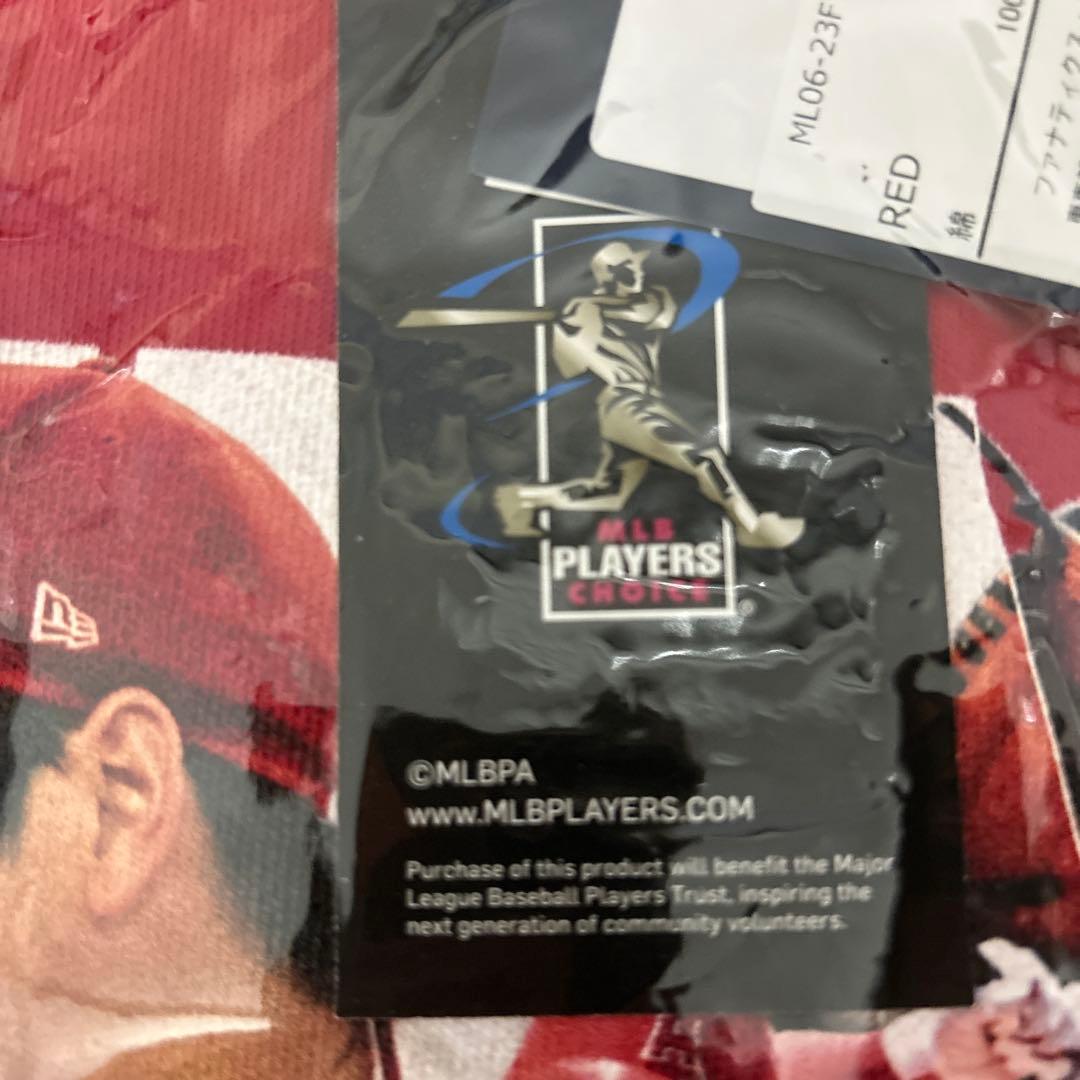 ML06-23F
RED
綿
100
ファナティクス
MLB
PLAYERS
CHOICE
®
©MLBPA
www.MLBPLAYERS.COM
Purchase of this product will benefit the Major
League Baseball Players Trust, inspiring the
next generation of community volunteers.